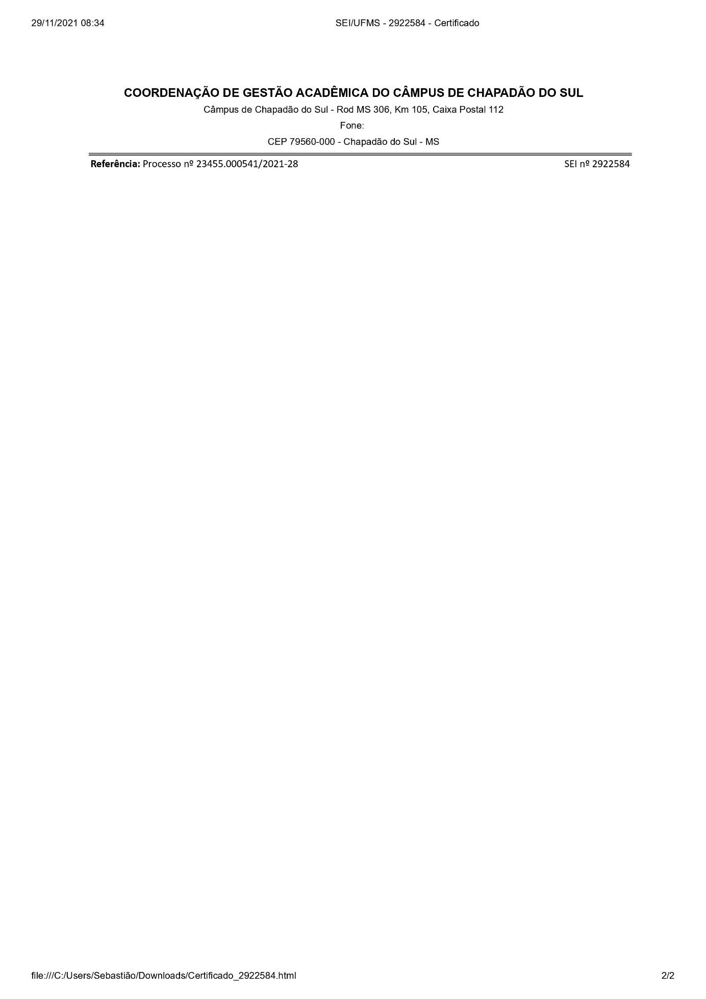 29/11/2021 08:34 SEI/UFMS - 2922584 - Certificado
COORDENAÇÃO DE GESTÃO ACADÊMICA DO CÂMPUS DE CHAPADÃO DO SUL
Câmpus de Chapadão do Sul - Rod MS 306, Km 105, Caixa Postal 112
Fone:
CEP 79560-000 - Chapadão do Sul - MS
Referência: Processo nº 23455.000541/2021-28 SEI nº 2922584
file:///C:/Users/Sebastião/Downloads/Certificado_2922584.html 2/2